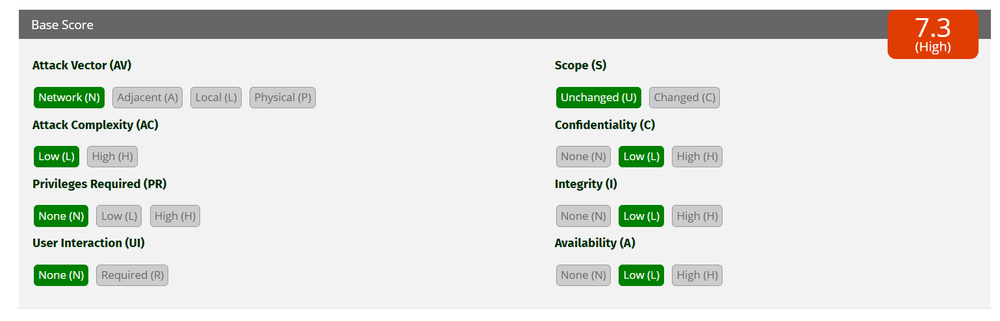 Base Score
7.3
(High)
Attack Vector (AV)
Network (N) Adjacent (A) Local (L) Physical (P)
Attack Complexity (AC)
Low (L) High (H)
Privileges Required (PR)
None (N) Low (L) High (H)
User Interaction (UI)
None (N) Required (R)
Scope (S)
Unchanged (U) Changed (C)
Confidentiality (C)
None (N) Low (L) High (H)
Integrity (I)
None (N) Low (L) High (H)
Availability (A)
None (N) Low (L) High (H)